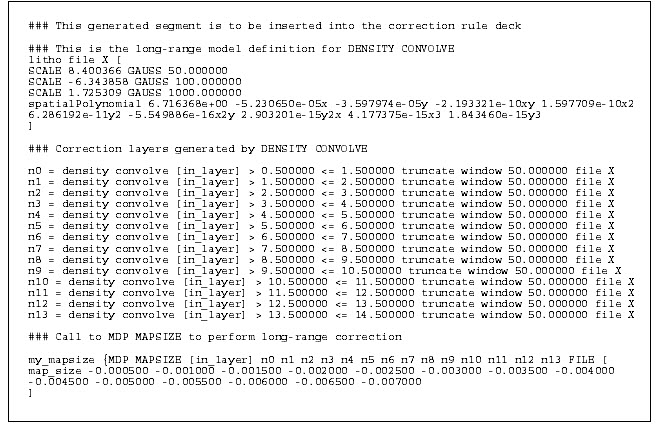 ### This generated segment is to be inserted into the correction rule deck
### This is the long-range model definition for DENSITY CONVOLVE
litho file X [
SCALE 8.400366 GAUSS 50.000000
SCALE -6.343858 GAUSS 100.000000
SCALE 1.725309 GAUSS 1000.000000
spatialPolynomial 6.716368e+00 -5.230650e-05x -3.597974e-05y -2.193321e-10xy 1.597709e-10x2
6.286192e-11y2 -5.549886e-16x2y 2.903201e-15y2x 4.177375e-15x3 1.843460e-15y3
]
### Correction layers generated by DENSITY CONVOLVE
n0 = density convolve [in_layer] > 0.500000 <= 1.500000 truncate window 50.000000 file X
n1 = density convolve [in_layer] > 1.500000 <= 2.500000 truncate window 50.000000 file X
n2 = density convolve [in_layer] > 2.500000 <= 3.500000 truncate window 50.000000 file X
n3 = density convolve [in_layer] > 3.500000 <= 4.500000 truncate window 50.000000 file X
n4 = density convolve [in_layer] > 4.500000 <= 5.500000 truncate window 50.000000 file X
n5 = density convolve [in_layer] > 5.500000 <= 6.500000 truncate window 50.000000 file X
n6 = density convolve [in_layer] > 6.500000 <= 7.500000 truncate window 50.000000 file X
n7 = density convolve [in_layer] > 7.500000 <= 8.500000 truncate window 50.000000 file X
n8 = density convolve [in_layer] > 8.500000 <= 9.500000 truncate window 50.000000 file X
n9 = density convolve [in_layer] > 9.500000 <= 10.500000 truncate window 50.000000 file X
n10 = density convolve [in_layer] > 10.500000 <= 11.500000 truncate window 50.000000 file X
n11 = density convolve [in_layer] > 11.500000 <= 12.500000 truncate window 50.000000 file X
n12 = density convolve [in_layer] > 12.500000 <= 13.500000 truncate window 50.000000 file X
n13 = density convolve [in_layer] > 13.500000 <= 14.500000 truncate window 50.000000 file X
### Call to MDP MAPSIZE to perform long-range correction
my_mapsize {MDP MAPSIZE [in_layer] n0 n1 n2 n3 n4 n5 n6 n7 n8 n9 n10 n11 n12 n13 FILE [
map_size -0.000500 -0.001000 -0.001500 -0.002000 -0.002500 -0.003000 -0.003500 -0.004000
-0.004500 -0.005000 -0.005500 -0.006000 -0.006500 -0.007000
]